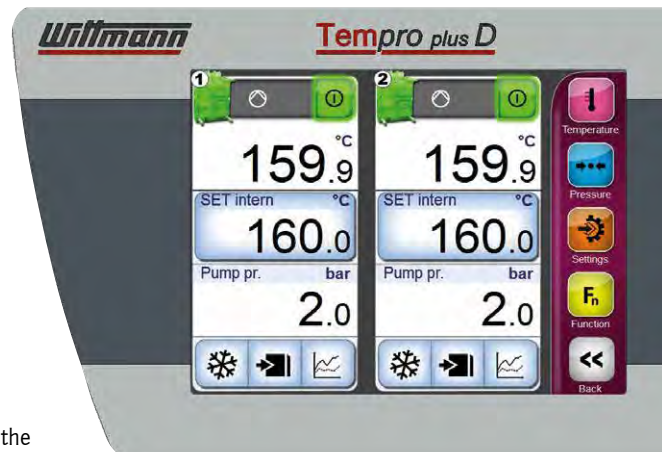 Wittmann
Tempro plus D
1
°C
159.9
SET intern °C
160.0
Pump pr. bar
2.0
2
°C
159.9
SET intern °C
160.0
Pump pr. bar
2.0
Temperature
Pressure
Settings
Fn
Function
Back
the